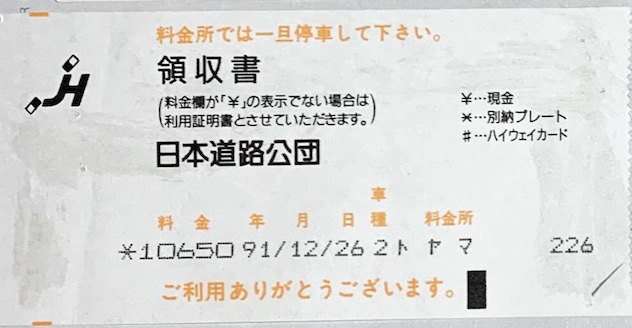 料金所では一旦停車して下さい。
JH
領収書
(料金欄が「¥」の表示でない場合は
利用証明書とさせていただきます。)
¥…現金
*…別納プレート
#…ハイウェイカード
日本道路公団
車
料金 年 月 日 種 料金所
*10650 91/12/26 2 トヤマ 226
ご利用ありがとうございます。